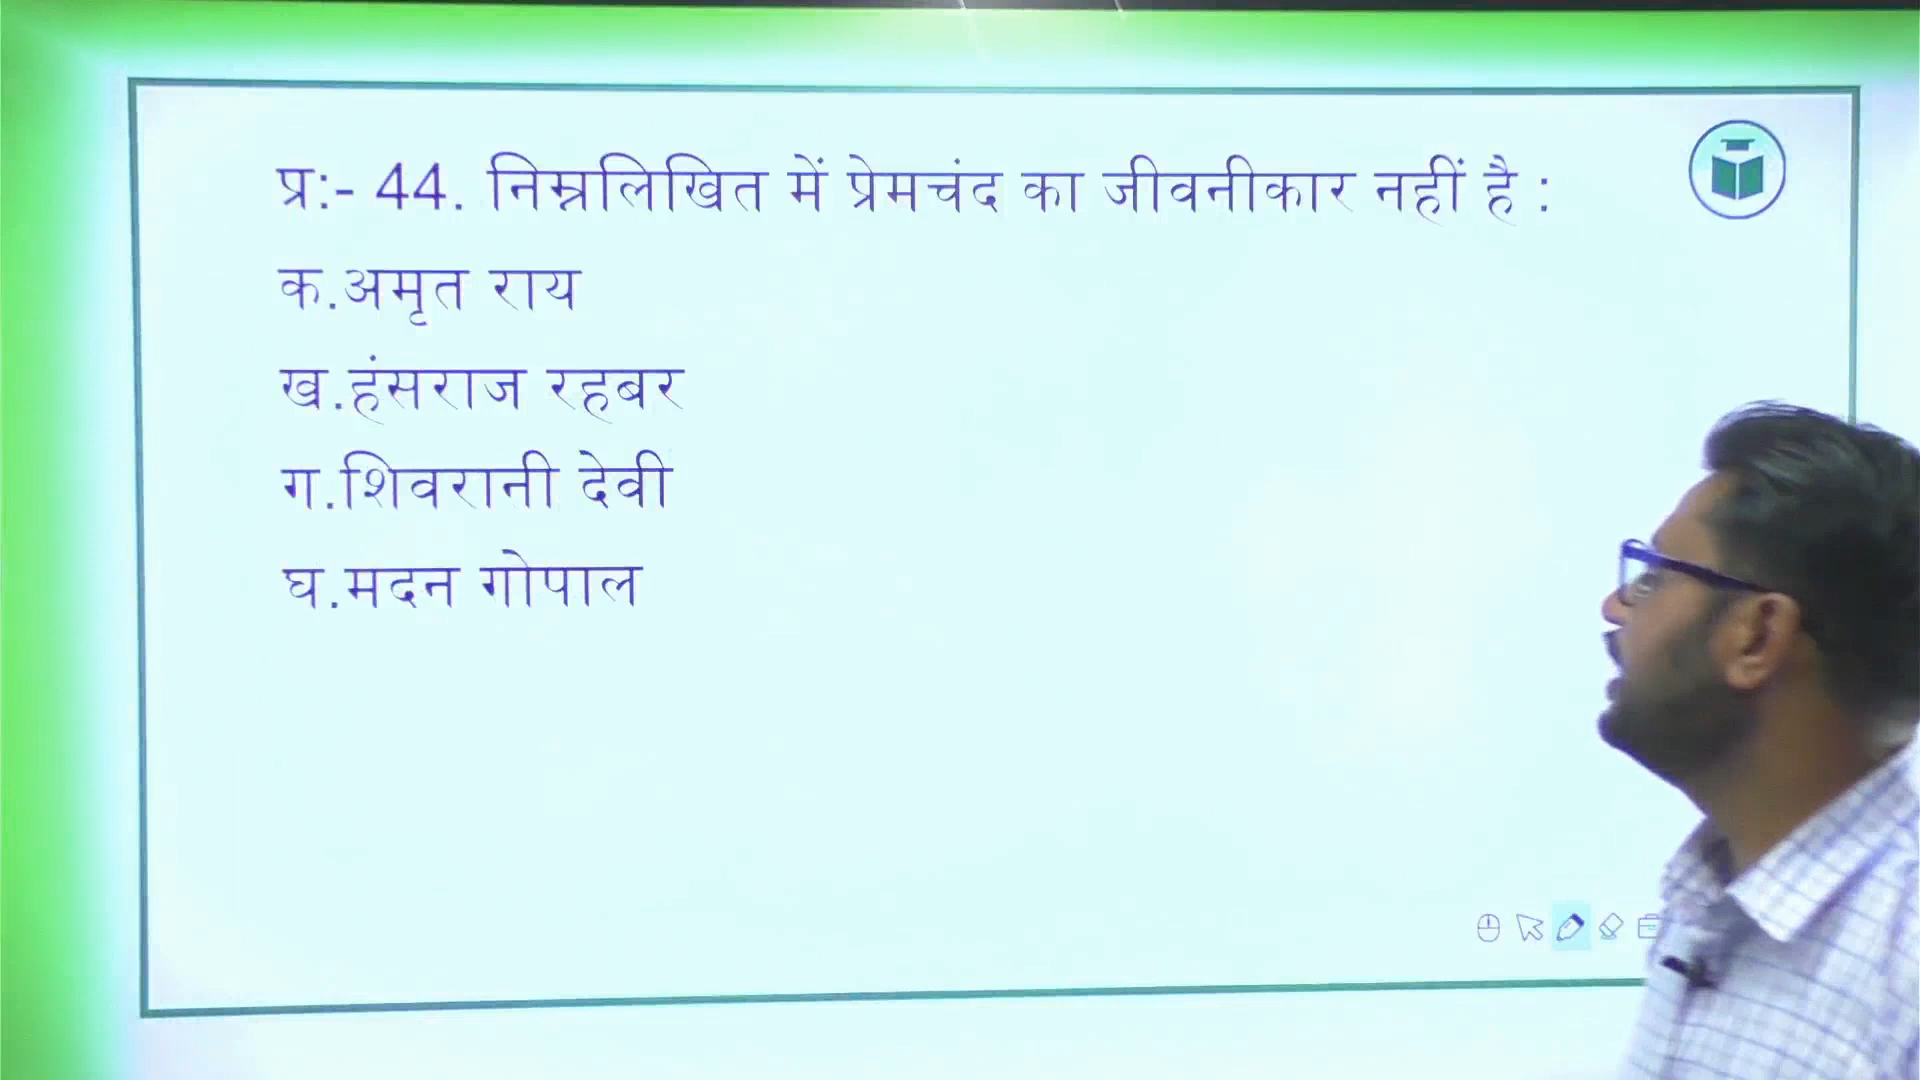 प्र:- 44. निम्नलिखित में प्रेमचंद का जीवनीकार नहीं है :
क.अमृत राय
ख.हंसराज रहबर
ग.शिवरानी देवी
घ.मदन गोपाल